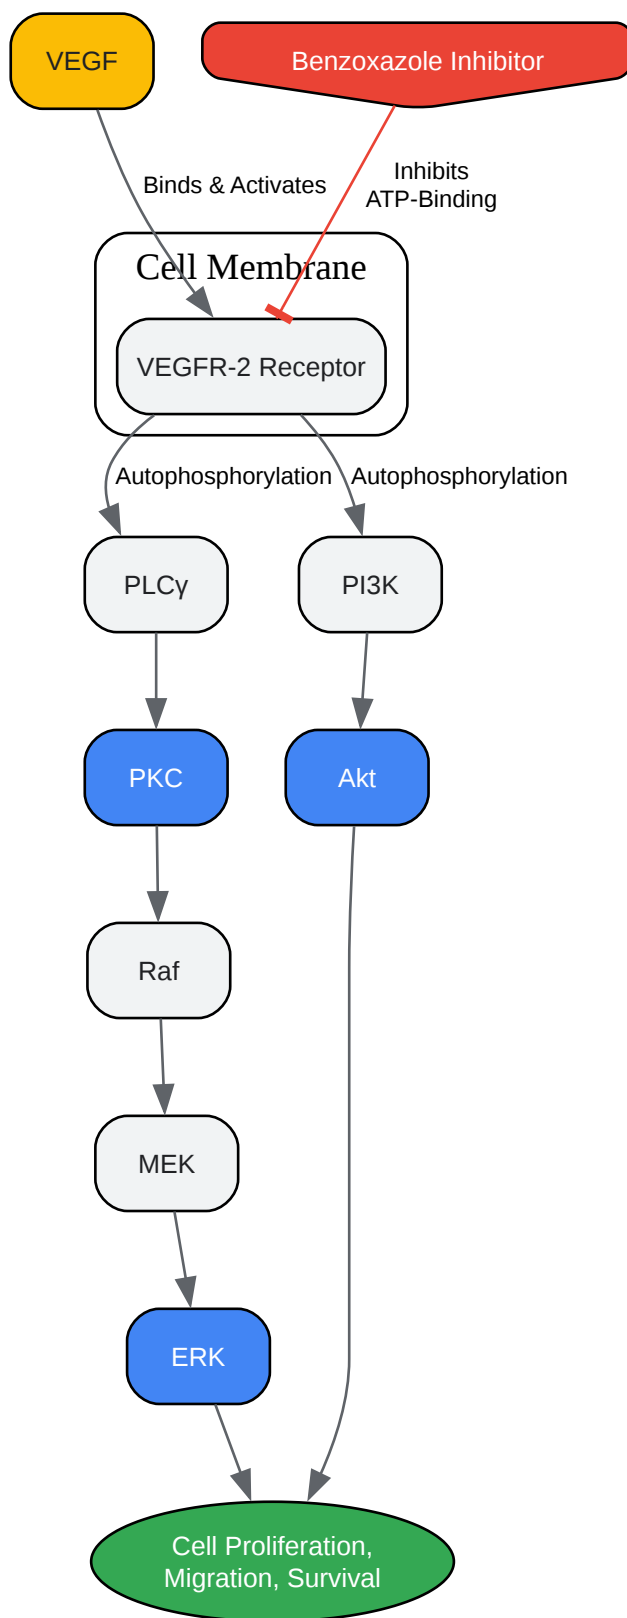 VEGF
Benzoxazole Inhibitor
Binds & Activates
Inhibits
ATP-Binding
Cell Membrane
VEGFR-2 Receptor
Autophosphorylation
Autophosphorylation
PLCγ
PI3K
PKC
Akt
Raf
MEK
ERK
Cell Proliferation,
Migration, Survival